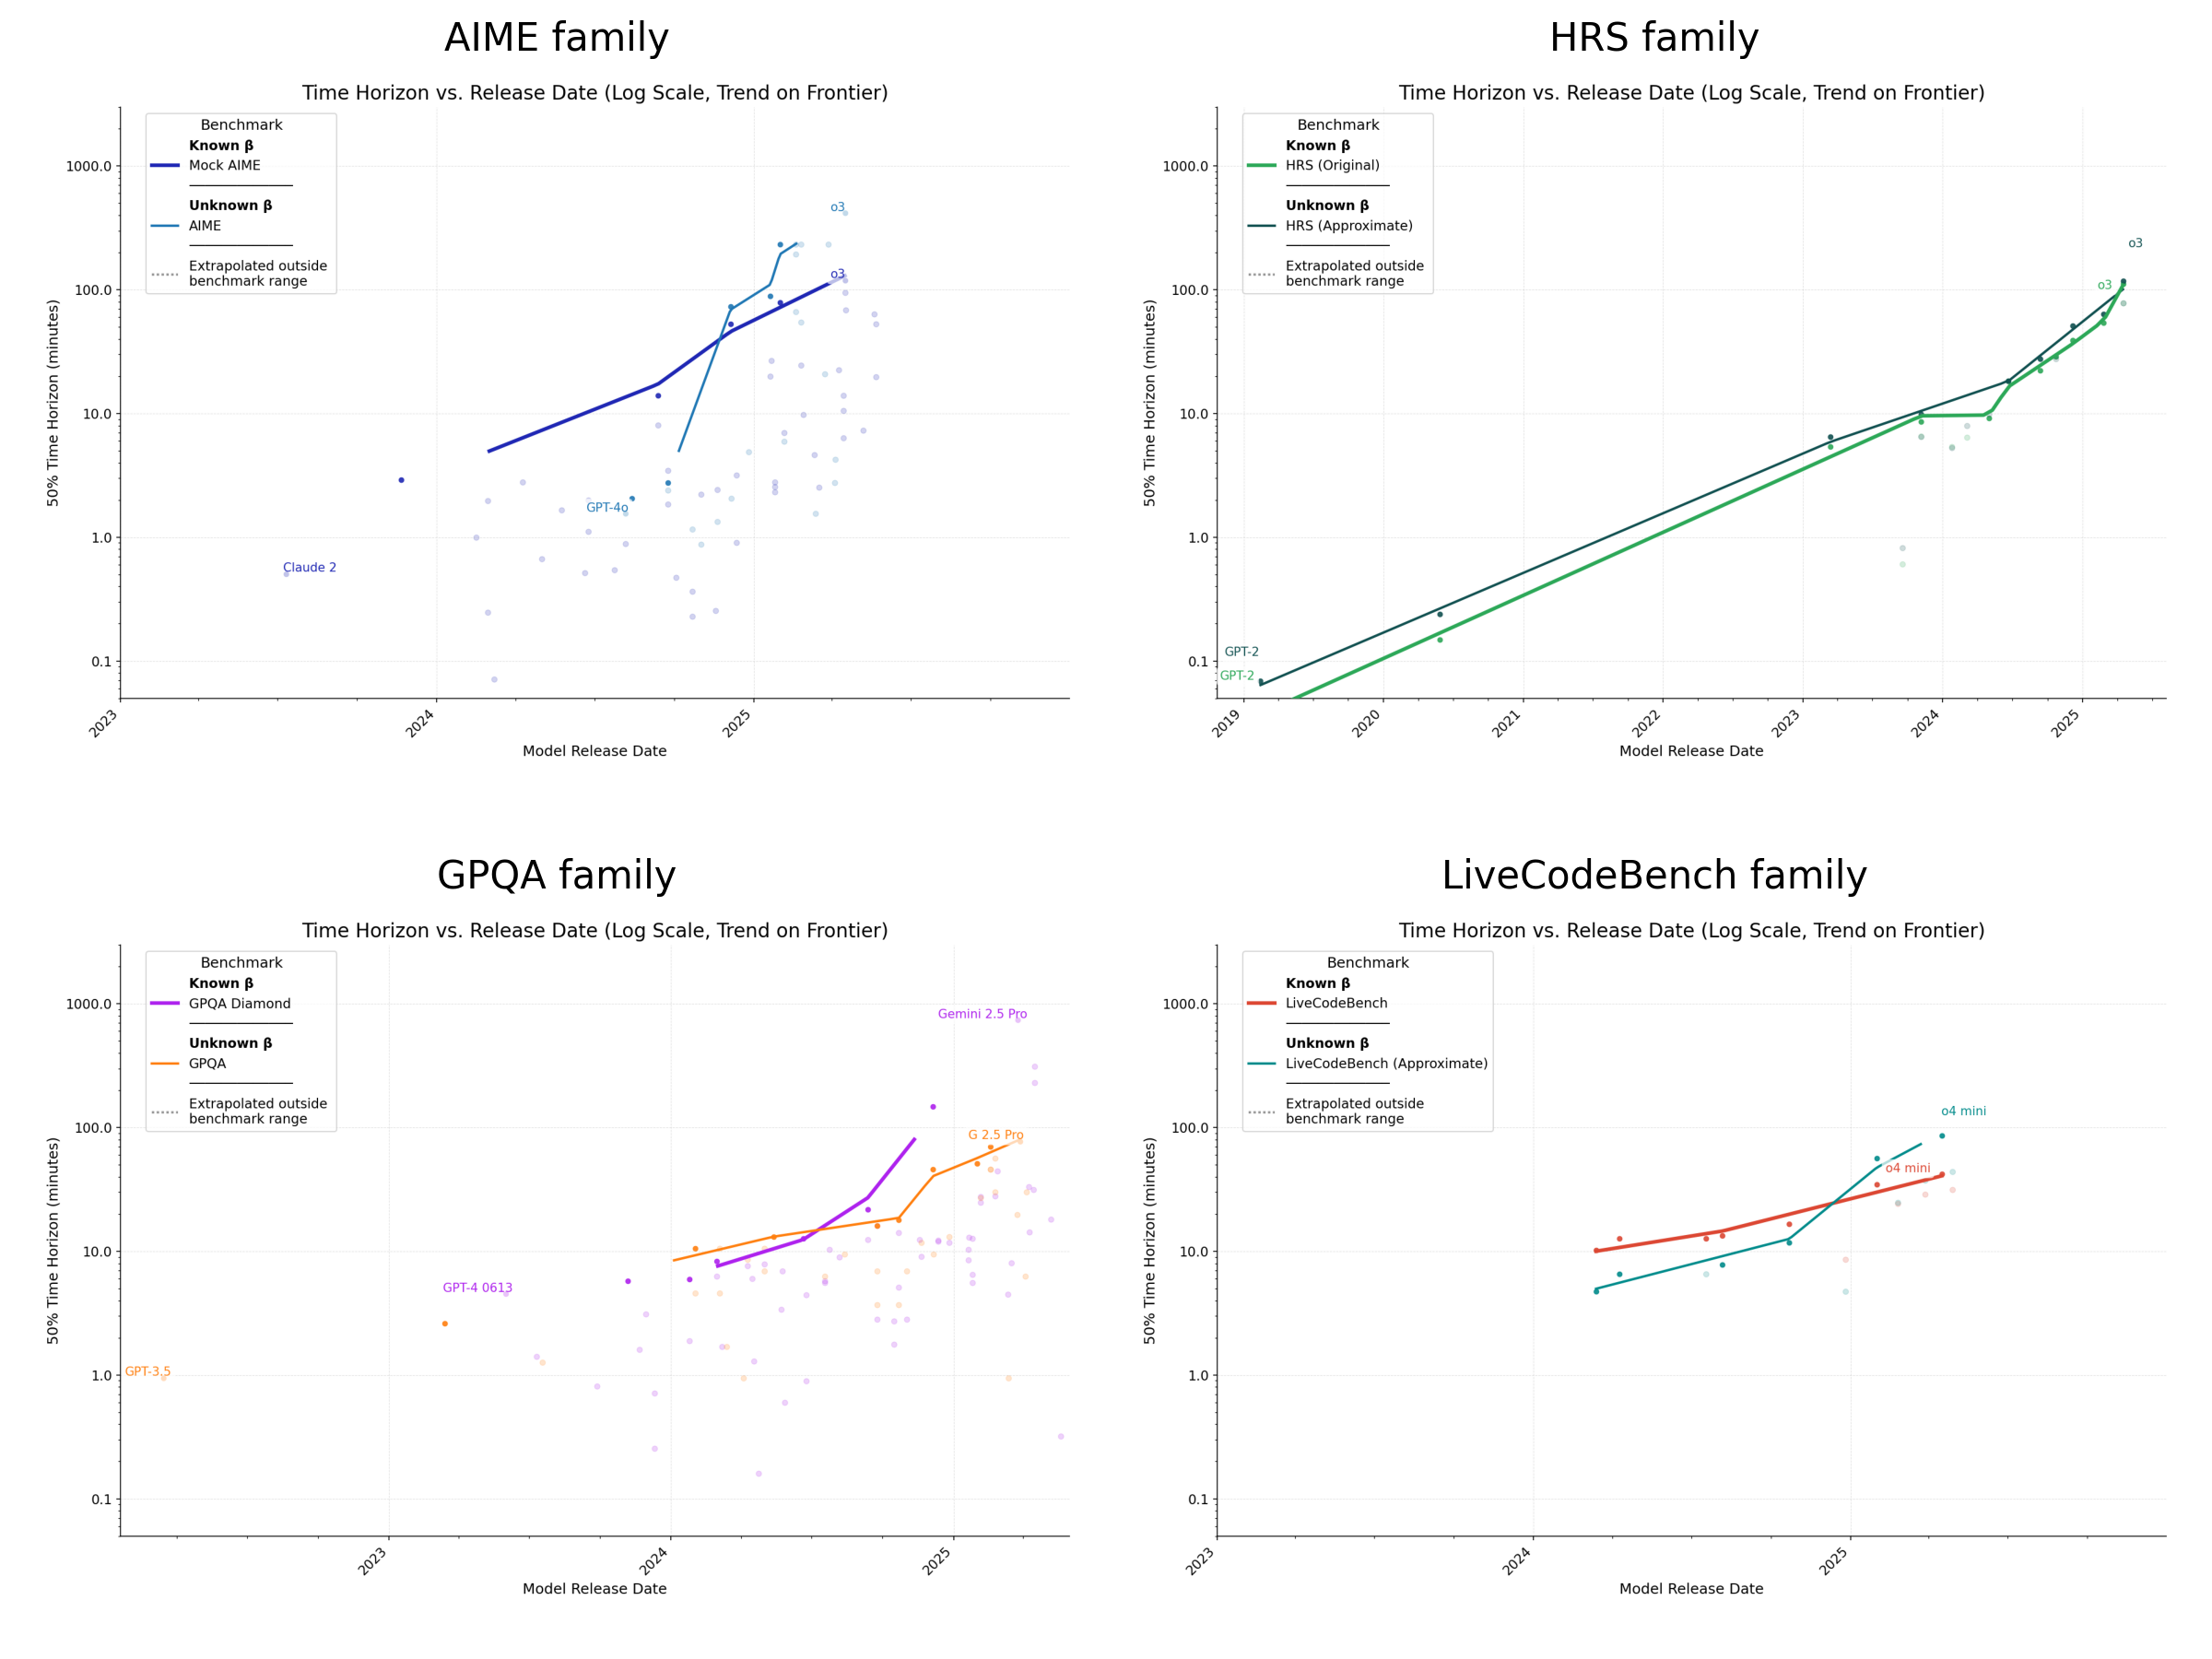 AIME family
Time Horizon vs. Release Date (Log Scale, Trend on Frontier)
Benchmark
Known β
Mock AIME
Unknown β
AIME
Extrapolated outside
benchmark range
1000.0
100.0
10.0
1.0
0.1
50% Time Horizon (minutes)
o3
o3
GPT-4o
Claude 2
2023
2024
2025
Model Release Date
HRS family
Time Horizon vs. Release Date (Log Scale, Trend on Frontier)
Benchmark
Known β
HRS (Original)
Unknown β
HRS (Approximate)
Extrapolated outside
benchmark range
1000.0
100.0
10.0
1.0
0.1
50% Time Horizon (minutes)
o3
o3
GPT-2
GPT-2
2019
2020
2021
2022
2023
2024
2025
Model Release Date
GPQA family
Time Horizon vs. Release Date (Log Scale, Trend on Frontier)
Benchmark
Known β
GPQA Diamond
Unknown β
GPQA
Extrapolated outside
benchmark range
1000.0
100.0
10.0
1.0
0.1
50% Time Horizon (minutes)
Gemini 2.5 Pro
G 2.5 Pro
GPT-4 0613
GPT-3.5
2023
2024
2025
Model Release Date
LiveCodeBench family
Time Horizon vs. Release Date (Log Scale, Trend on Frontier)
Benchmark
Known β
LiveCodeBench
Unknown β
LiveCodeBench (Approximate)
Extrapolated outside
benchmark range
1000.0
100.0
10.0
1.0
0.1
50% Time Horizon (minutes)
o4 mini
o4 mini
2023
2024
2025
Model Release Date